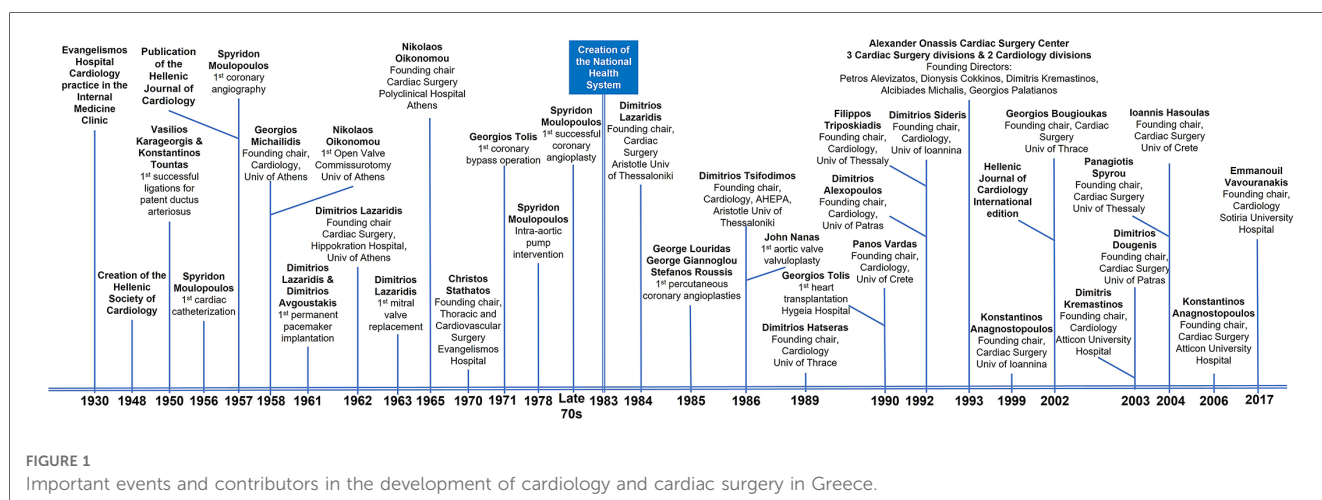 Evangelismos
Hospital
Cardiology
practice in the
Internal
Medicine
Clinic
Creation of the
Hellenic
Society of
Cardiology
Publication
of the
Hellenic
Journal of
Cardiology
Vasilios
Karageorgis &
Konstantinos
Tountas
1st successful
ligations for
patent ductus
arteriosus
Spyridon
Moulopoulos
1st cardiac
catheterization
Spyridon
Moulopoulos
1st coronary
angiography
Georgios
Michailidis
Founding chair,
Cardiology,
Univ of Athens
Dimitrios
Lazaridis &
Dimitrios
Avgoustakis
1st permanent
pacemaker
implantation
Nikolaos
Oikonomou
1st Open Valve
Commissurotomy
Univ of Athens
Dimitrios Lazaridis
Founding chair
Cardiac Surgery,
Hippokration Hospital,
Univ of Athens
Dimitrios
Lazaridis
1st mitral
valve
replacement
Nikolaos
Oikonomou
Founding chair
Cardiac Surgery
Polyclinical Hospital
Athens
Christos
Stathatos
Founding chair,
Thoracic and
Cardiovascular
Surgery
Evangelismos
Hospital
Georgios Tolis
1st coronary
bypass operation
Spyridon
Moulopoulos
Intra-aortic
pump
intervention
Spyridon
Moulopoulos
1st successful
coronary
angioplasty
Creation of
the National
Health
System
Dimitrios
Lazaridis
Founding chair,
Cardiac
Surgery
Aristotle Univ
of Thessaloniki
George Louridas
George Giannoglou
Stefanos Roussis
1st percutaneous
coronary angioplasties
Dimitrios Tsifodimos
Founding chair,
Cardiology, AHEPA,
Aristotle Univ of
Thessaloniki
John Nanas
1st aortic valve
valvuloplasty
Georgios Tolis
1st heart
transplantation
Hygeia Hospital
Dimitrios Hatseras
Founding chair,
Cardiology
Univ of Thrace
Panos Vardas
Founding chair,
Cardiology,
Univ of Crete
Filippos
Triposkiadis
Founding chair,
Cardiology,
Univ of Thessaly
Dimitrios
Alexopoulos
Founding chair,
Cardiology,
Univ of Patras
Dimitrios Sideris
Founding chair,
Cardiology,
Univ of Ioannina
Alexander Onassis Cardiac Surgery Center
3 Cardiac Surgery divisions & 2 Cardiology divisions
Founding Directors:
Petros Alevizatos, Dionysis Cokkinos, Dimitris Kremastinos,
Alcibiades Michalis, Georgios Palatianos
Konstantinos
Anagnostopoulos
Founding chair,
Cardiac Surgery
Univ of Ioannina
Hellenic
Journal of
Cardiology
International
edition
Georgios Bougioukas
Founding chair, Cardiac
Surgery
Univ of Thrace
Dimitris
Kremastinos
Founding chair,
Cardiology
Atticon University
Hospital
Panagiotis
Spyrou
Founding chair,
Cardiac Surgery
Univ of Thessaly
Dimitrios
Dougenis
Founding chair,
Cardiac Surgery
Univ of Patras
Ioannis Hasoulas
Founding chair,
Cardiac Surgery
Univ of Crete
Konstantinos
Anagnostopoulos
Founding chair,
Cardiac Surgery
Atticon University
Hospital
Emmanouil
Vavouranakis
Founding chair,
Cardiology
Sotiria University
Hospital
1930 1948 1950 1956 1957 1958 1961 1962 1963 1965 1970 1971 1978 Late 1983 1984 1985 1986 1989 1990 1992 1993 1999 2002 2003 2004 2006 2017
70s
FIGURE 1
Important events and contributors in the development of cardiology and cardiac surgery in Greece.